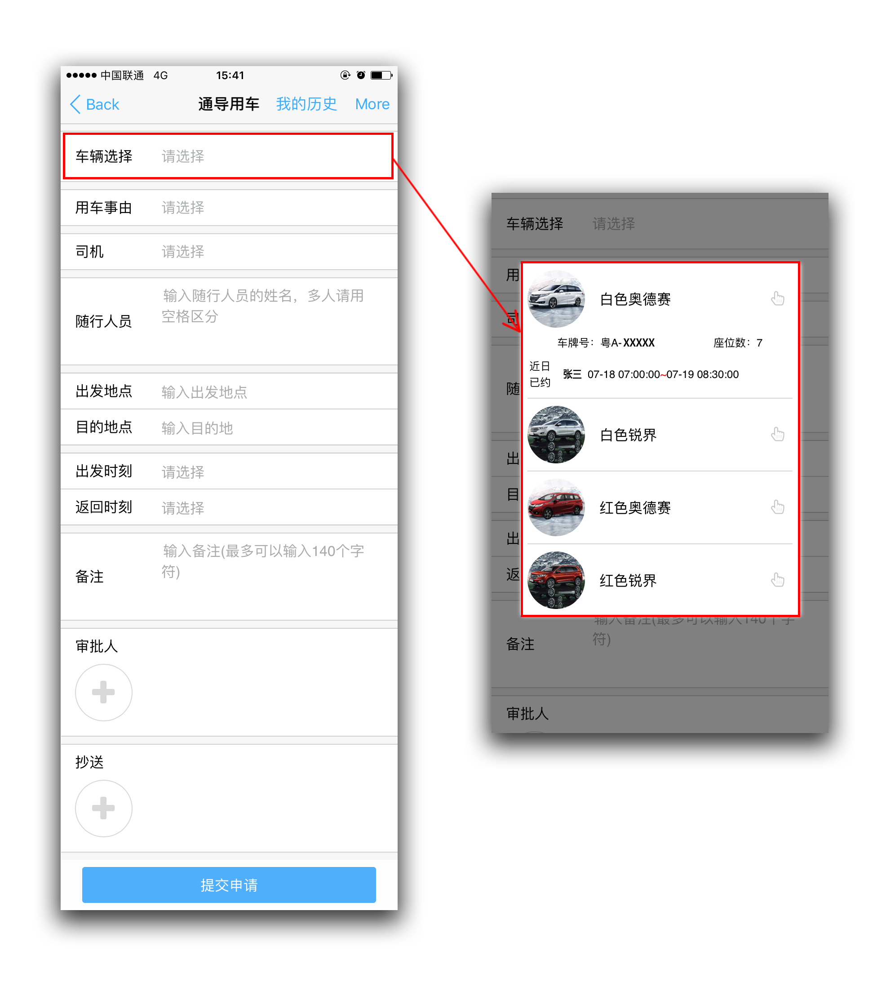 中国联通 4G 15:41
Back 通导用车 我的历史 More
车辆选择 请选择
用车事由 请选择
司机 请选择
随行人员 输入随行人员的姓名，多人请用
空格区分
出发地点 输入出发地点
目的地点 输入目的地
出发时刻 请选择
返回时刻 请选择
备注 输入备注(最多可以输入140个字
符)
审批人
抄送
提交申请
车辆选择 请选择
用
司
随
出
目
出
返
白色奥德赛
车牌号：粤A-XXXXX 座位数：7
近日
已约
张三 07-18 07:00:00~07-19 08:30:00
白色锐界
红色奥德赛
红色锐界
输入备注(最多可以输入140个字
符)
备注
审批人